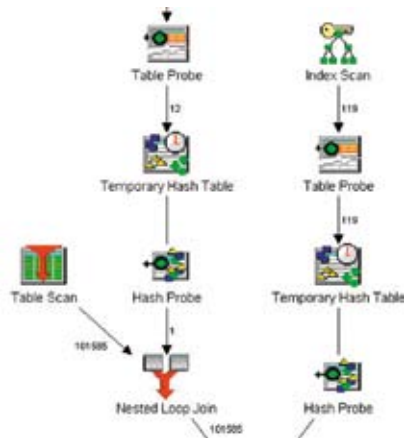 Table Probe
Index Scan
12
119
Temporary Hash Table
Table Probe
119
Table Scan
Hash Probe
Temporary Hash Table
101585
1
Nested Loop Join
Hash Probe
101585